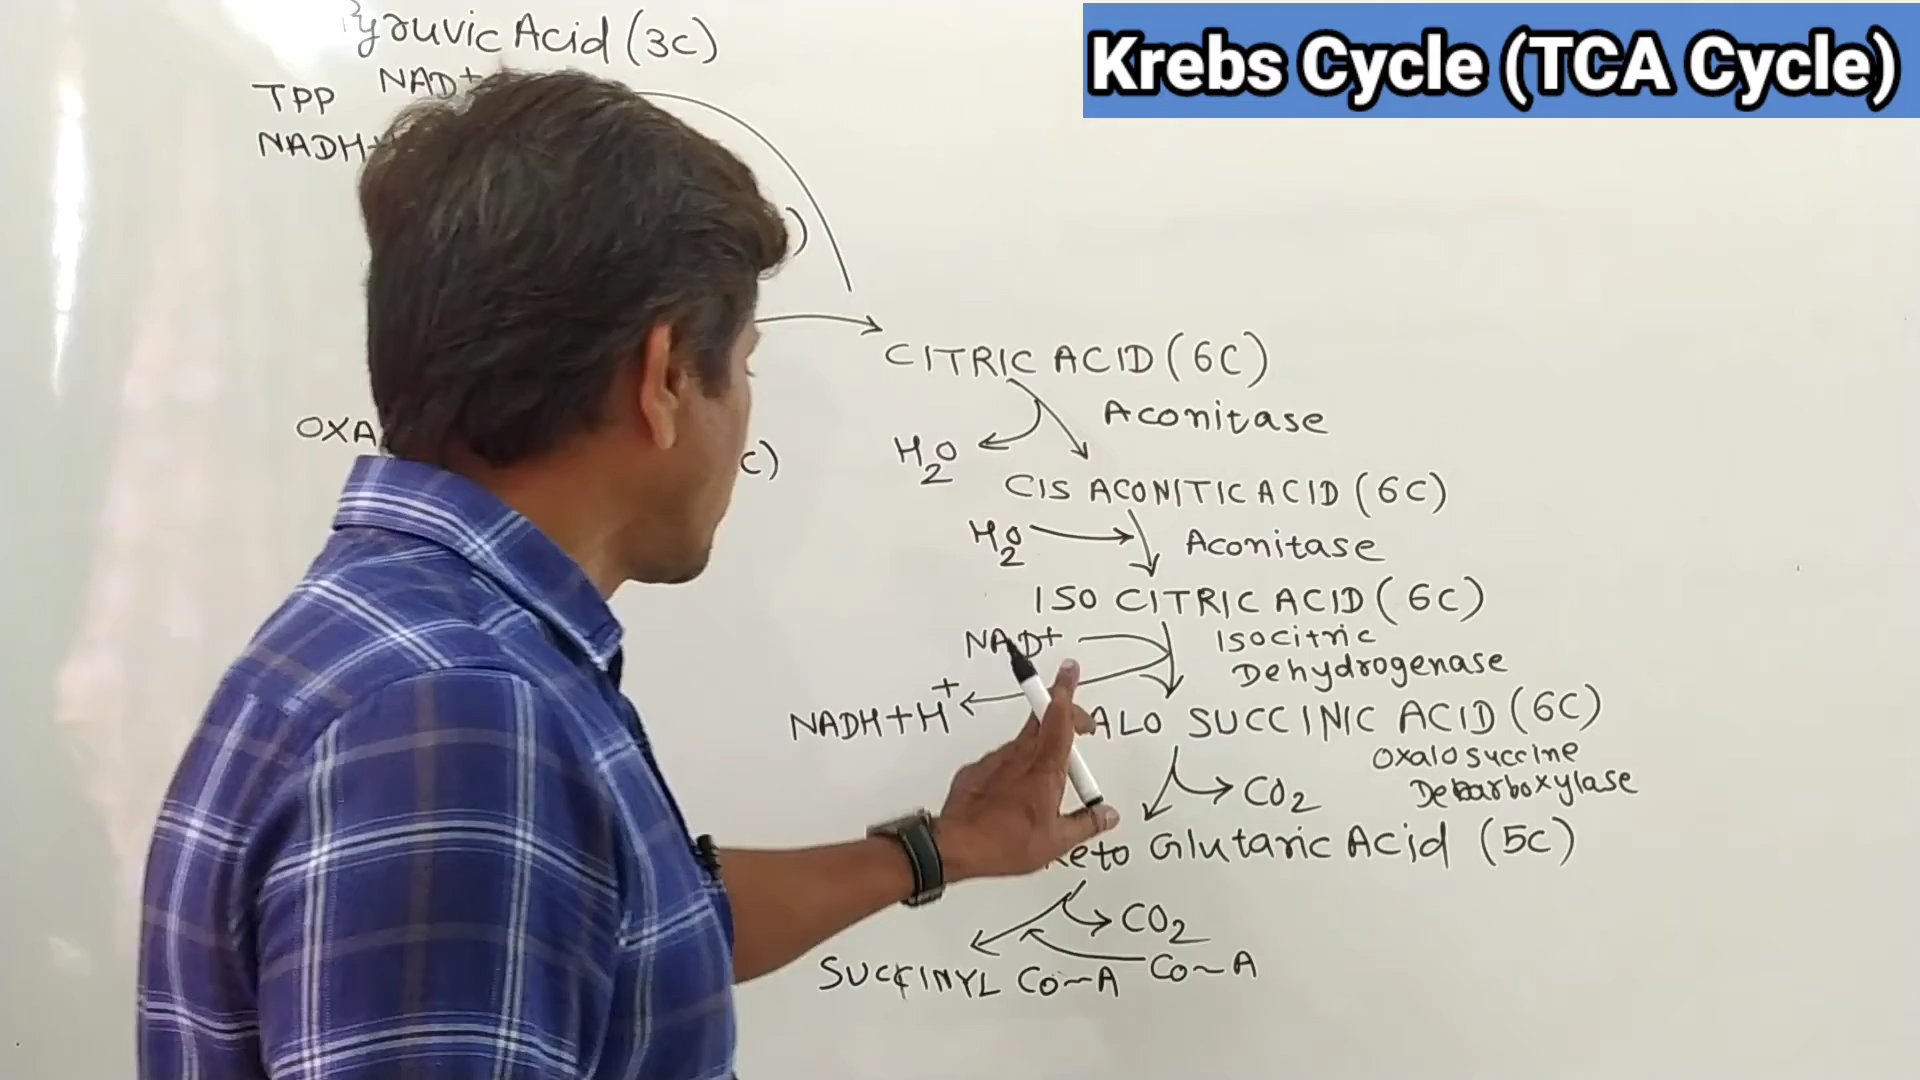 Krebs Cycle (TCA Cycle)
Pyruvic Acid (3C)
TPP NAD+
NADH+
)
CITRIC ACID (6C)
Aconitase
H2O
OXA C)
CIS ACONITIC ACID (6C)
H2O
Aconitase
ISO CITRIC ACID (6C)
NAD+
Isocitric
Dehydrogenase
NADH+H+
ALO SUCCINIC ACID (6C)
Oxalosuccine
Decarboxylase
CO2
Keto Glutaric Acid (5C)
CO2
SUCCINYL Co~A
Co~A